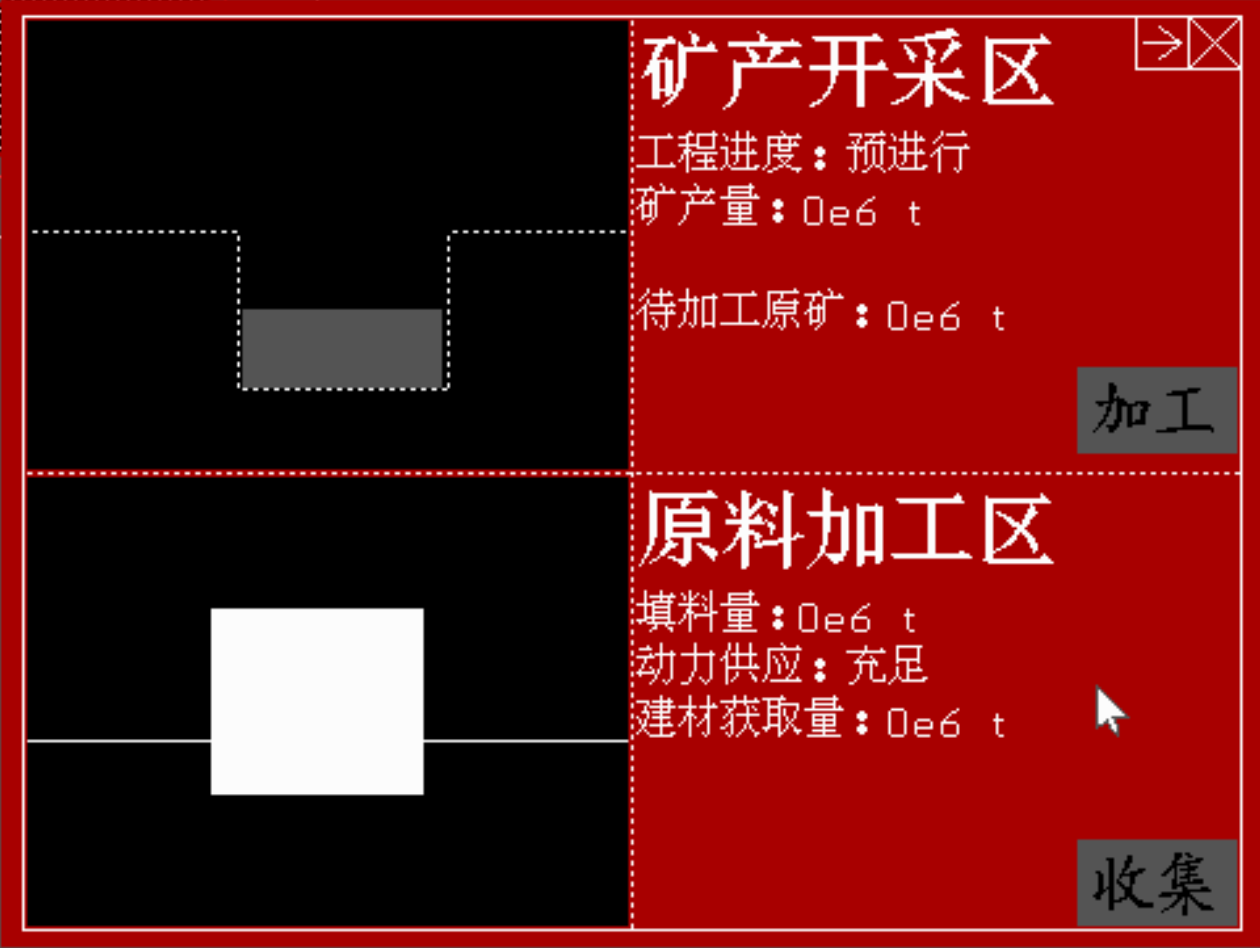 矿产开采区
工程进度：预进行
矿产量：0e6 t
待加工原矿：0e6 t
加工
原料加工区
填料量：0e6 t
动力供应：充足
建材获取量：0e6 t
收集